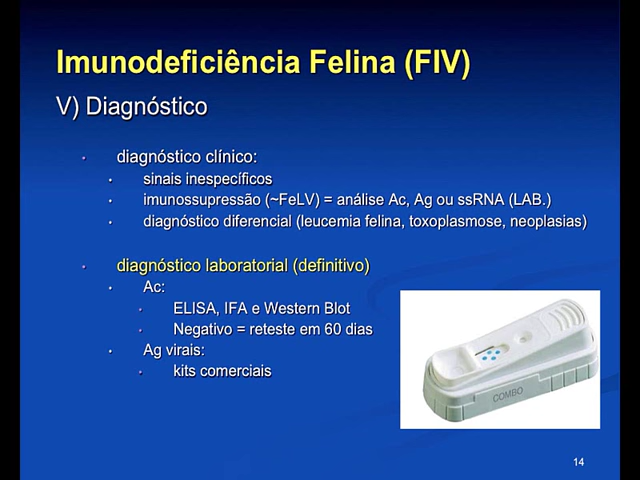 Imunodeficiência Felina (FIV)
V) Diagnóstico
diagnóstico clínico:
sinais inespecíficos
imunossupressão (~FeLV) = análise Ac, Ag ou ssRNA (LAB.)
diagnóstico diferencial (leucemia felina, toxoplasmose, neoplasias)
diagnóstico laboratorial (definitivo)
Ac:
ELISA, IFA e Western Blot
Negativo = reteste em 60 dias
Ag virais:
kits comerciais
COMBO
14